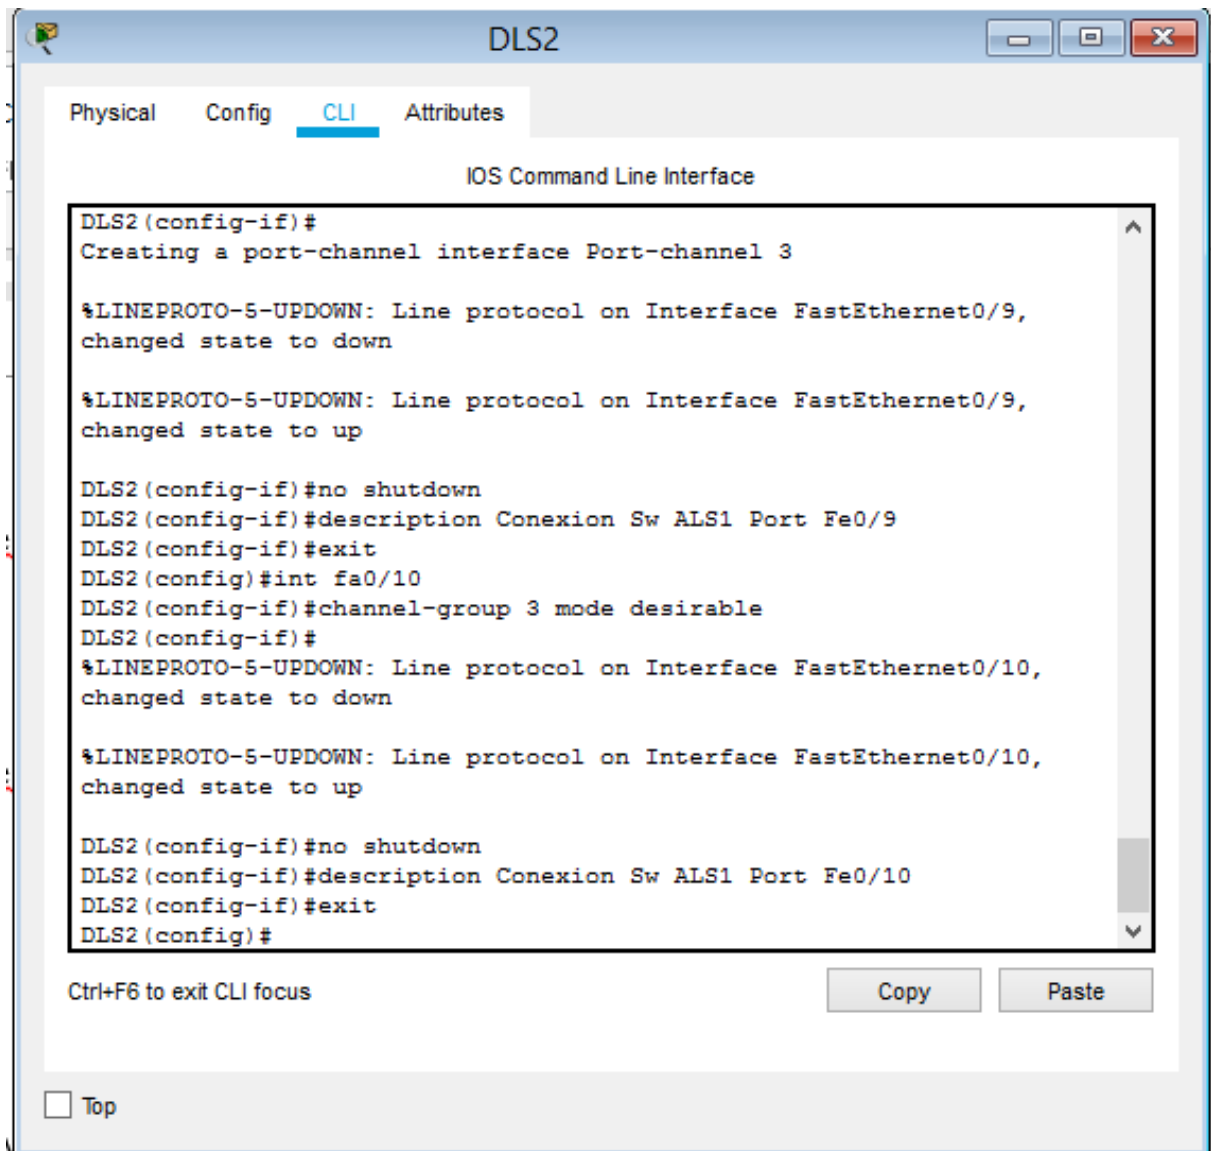 DLS2
Physical Config CLI Attributes
IOS Command Line Interface
DLS2(config-if)#
Creating a port-channel interface Port-channel 3
%LINEPROTO-5-UPDOWN: Line protocol on Interface FastEthernet0/9,
changed state to down
%LINEPROTO-5-UPDOWN: Line protocol on Interface FastEthernet0/9,
changed state to up
DLS2(config-if)#no shutdown
DLS2(config-if)#description Conexion Sw ALS1 Port Fe0/9
DLS2(config-if)#exit
DLS2(config)#int fa0/10
DLS2(config-if)#channel-group 3 mode desirable
DLS2(config-if)#
%LINEPROTO-5-UPDOWN: Line protocol on Interface FastEthernet0/10,
changed state to down
%LINEPROTO-5-UPDOWN: Line protocol on Interface FastEthernet0/10,
changed state to up
DLS2(config-if)#no shutdown
DLS2(config-if)#description Conexion Sw ALS1 Port Fe0/10
DLS2(config-if)#exit
DLS2(config)#
Ctrl+F6 to exit CLI focus
Copy Paste
Top